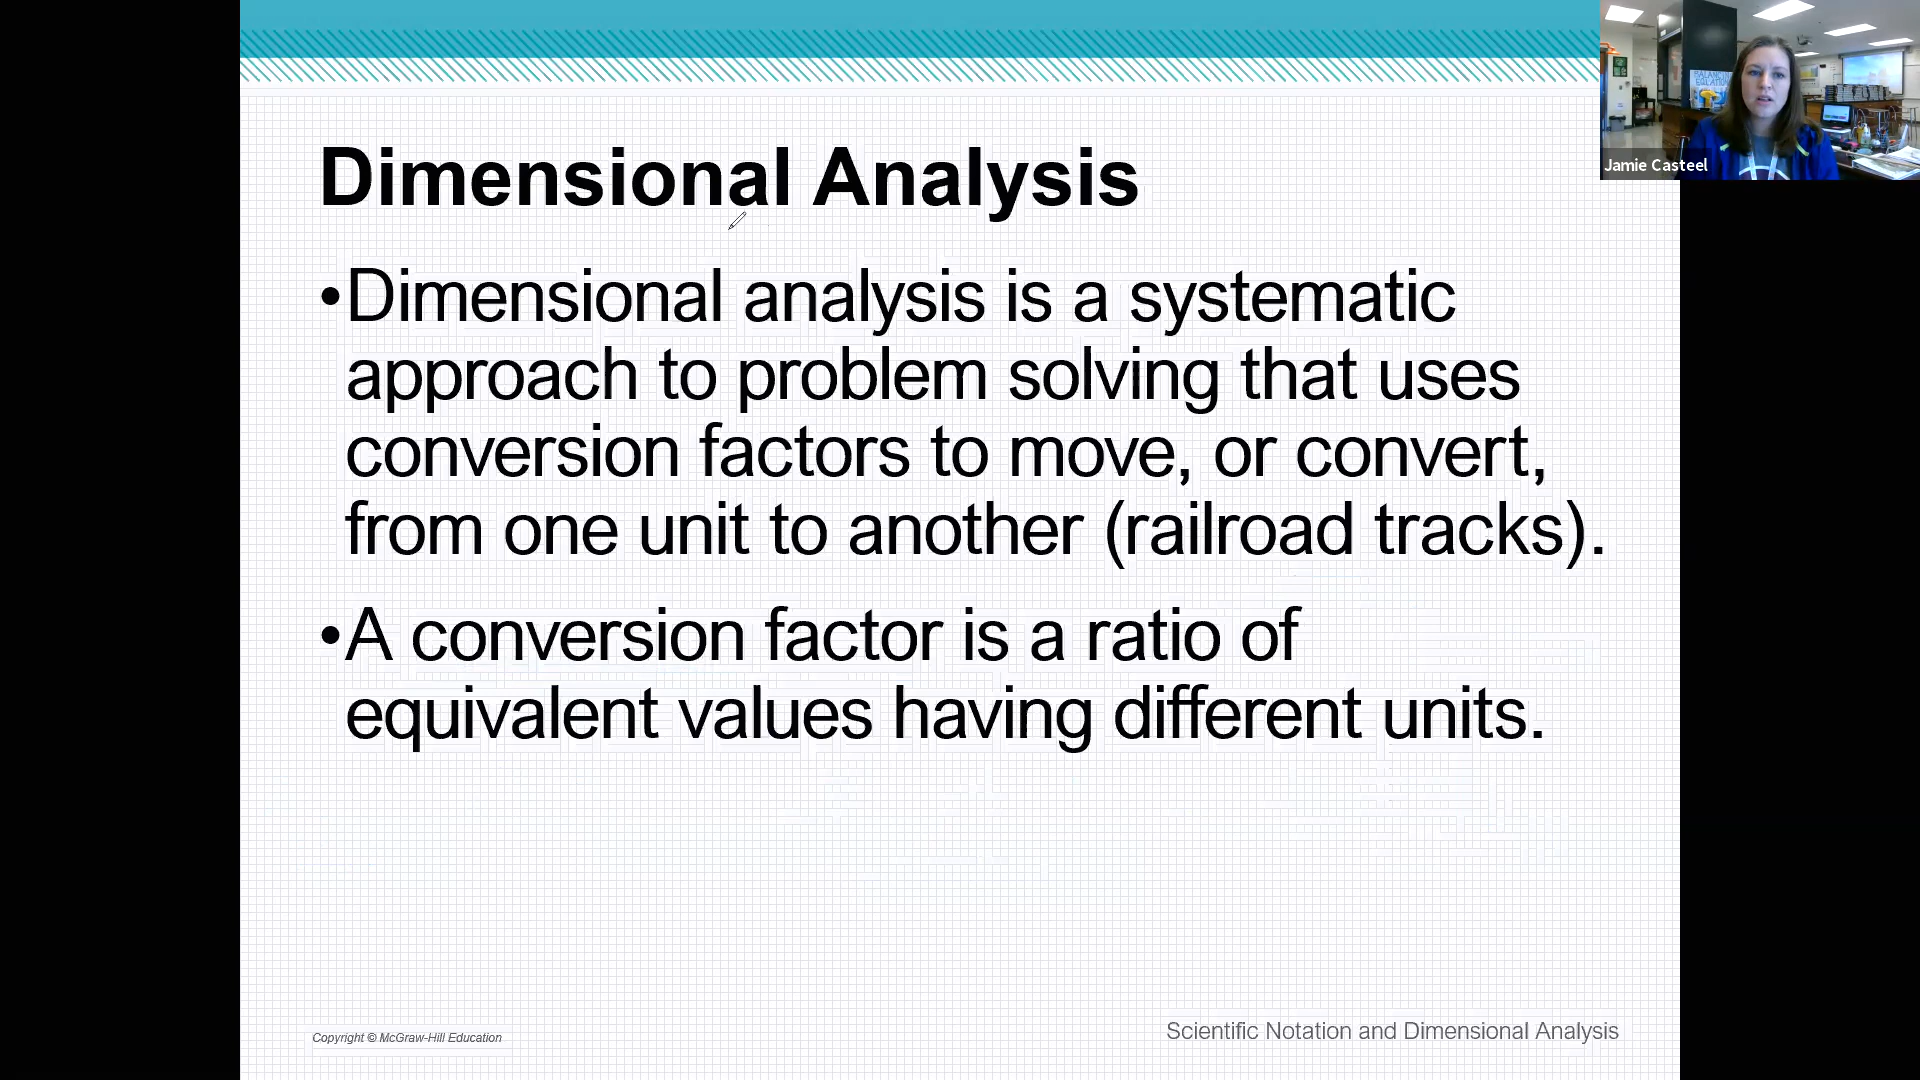 Dimensional Analysis
•Dimensional analysis is a systematic
approach to problem solving that uses
conversion factors to move, or convert,
from one unit to another (railroad tracks).
•A conversion factor is a ratio of
equivalent values having different units.
Copyright © McGraw-Hill Education
Scientific Notation and Dimensional Analysis
BALANCING
EQUATIONS
Jamie Casteel